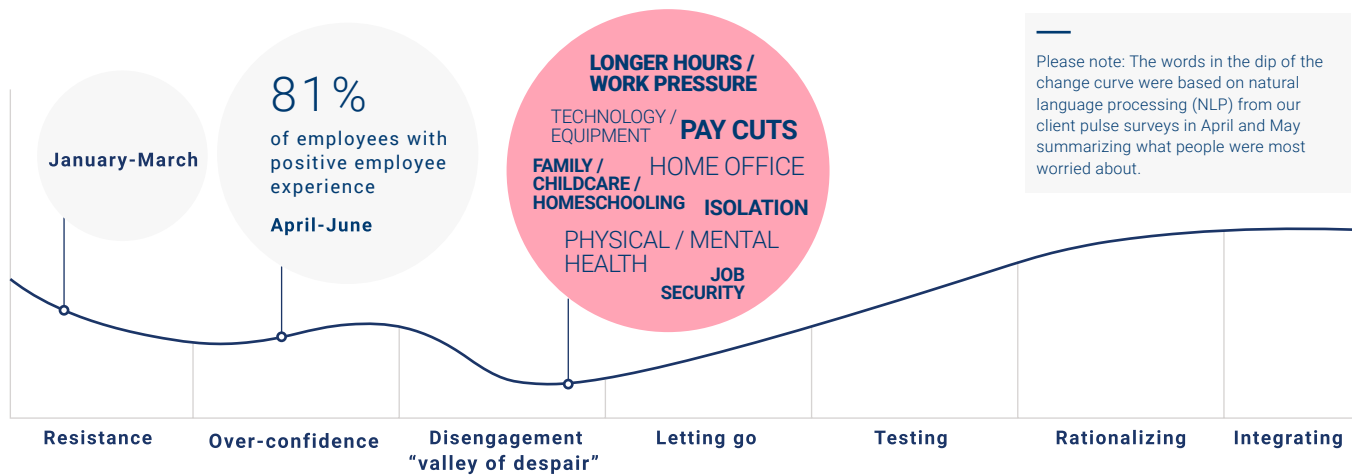 January-March
81%
of employees with
positive employee
experience
April-June
LONGER HOURS /
WORK PRESSURE
TECHNOLOGY /
EQUIPMENT
PAY CUTS
FAMILY /
CHILDCARE /
HOMESCHOOLING
HOME OFFICE
ISOLATION
PHYSICAL / MENTAL
HEALTH
JOB
SECURITY
Please note: The words in the dip of the
change curve were based on natural
language processing (NLP) from our
client pulse surveys in April and May
summarizing what people were most
worried about.
Resistance
Over-confidence
Disengagement
“valley of despair”
Letting go
Testing
Rationalizing
Integrating